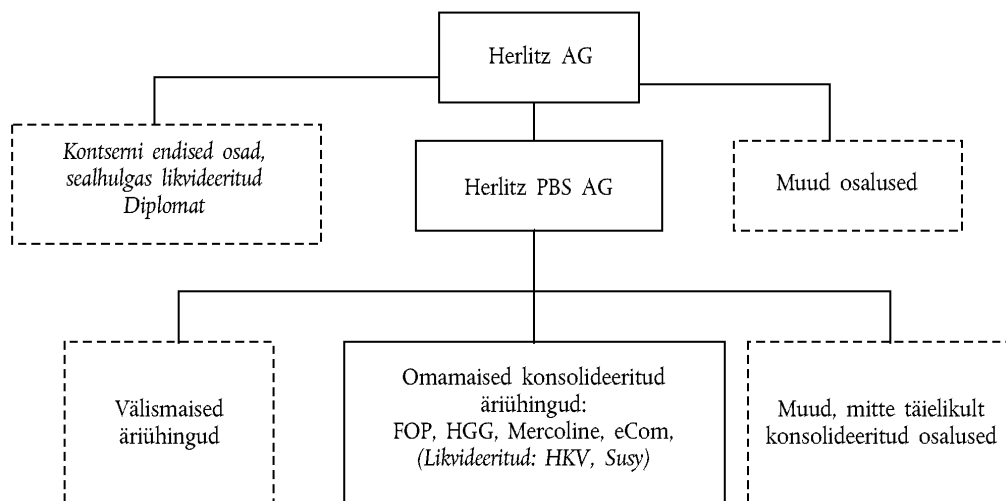 Herlitz AG
Kontserni endised osad,
sealhulgas likvideeritud
Diplomat
Herlitz PBS AG
Muud osalused
Välismaised
äriühingud
Omamaised konsolideeritud
äriühingud:
FOP, HGG, Mercoline, eCom,
(Likvideeritud: HKV, Susy)
Muud, mitte täielikult
konsolideeritud osalused